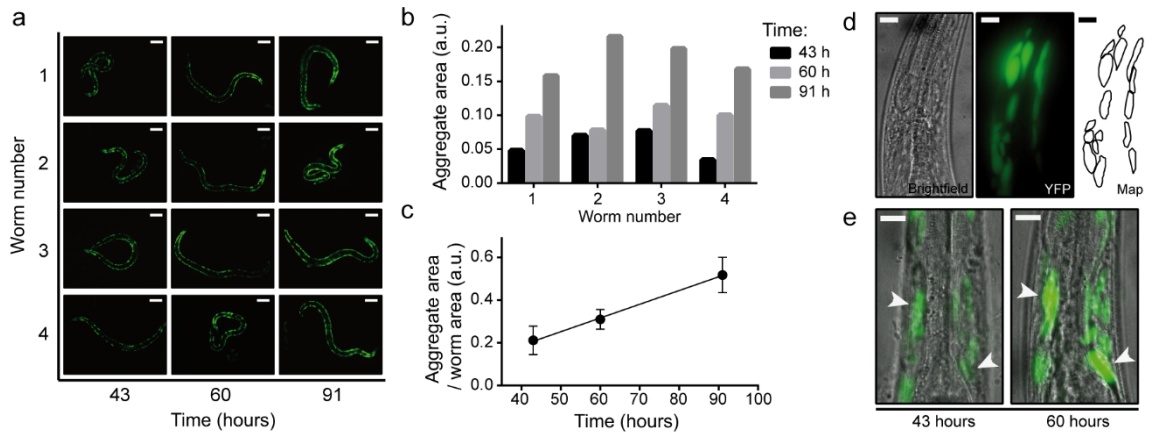 a
1
2
3
4
Worm number
43
60
91
Time (hours)
b
Aggregate area (a.u.)
0.20
0.15
0.10
0.05
0.00
1
2
3
4
Worm number
Time:
43 h
60 h
91 h
c
Aggregate area
/ worm area (a.u.)
0.6
0.4
0.2
0.0
40 50 60 70 80 90 100
Time (hours)
d
Brightfield
YFP
Map
e
43 hours
60 hours